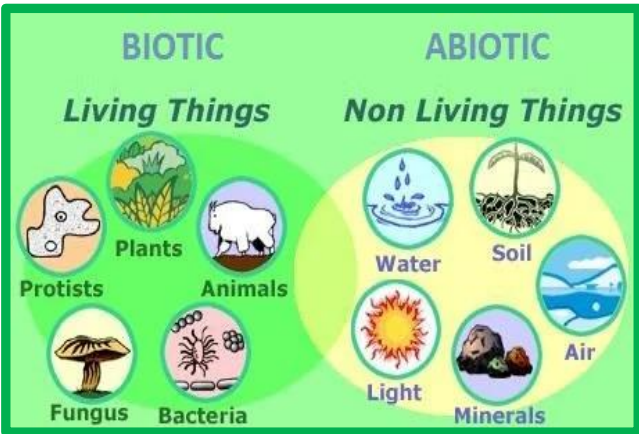 BIOTIC
ABIOTIC
Living Things
Non Living Things
Plants
Protists
Animals
Fungus
Bacteria
Water
Soil
Air
Light
Minerals